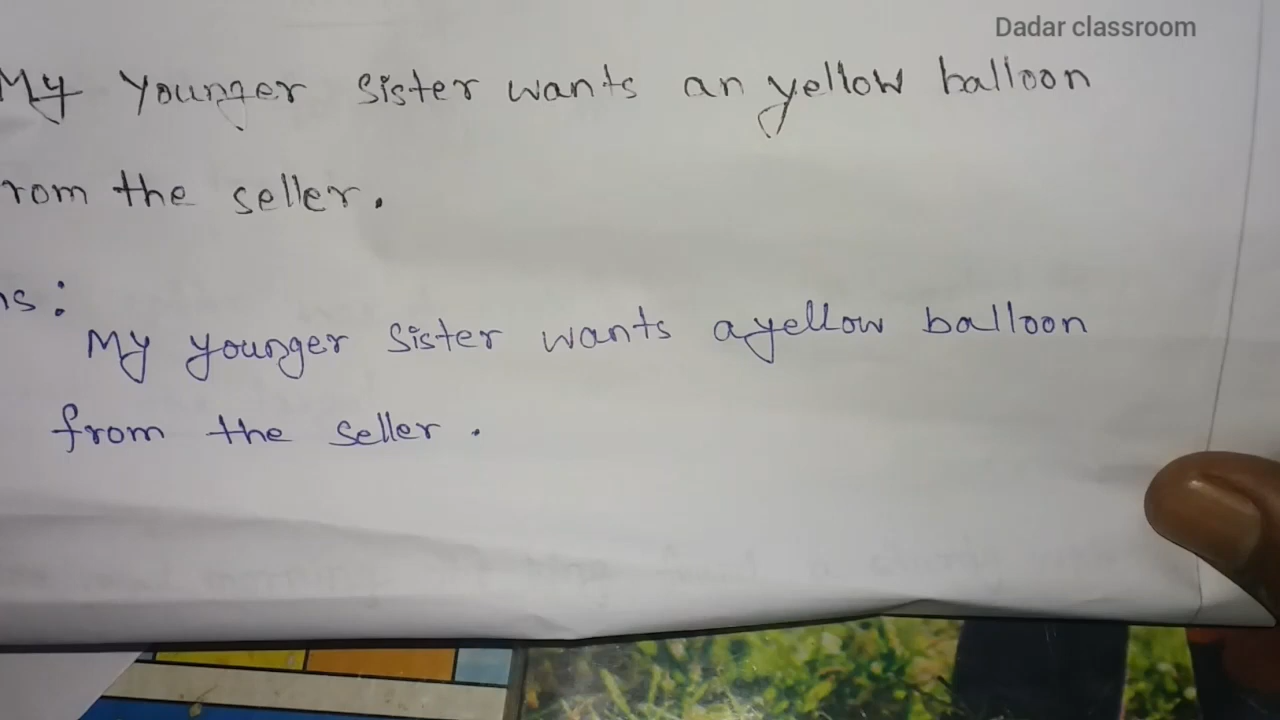 Dadar classroom
My younger sister wants an yellow balloon
rom the seller.
ns:
My younger sister wants a yellow balloon
from the seller.